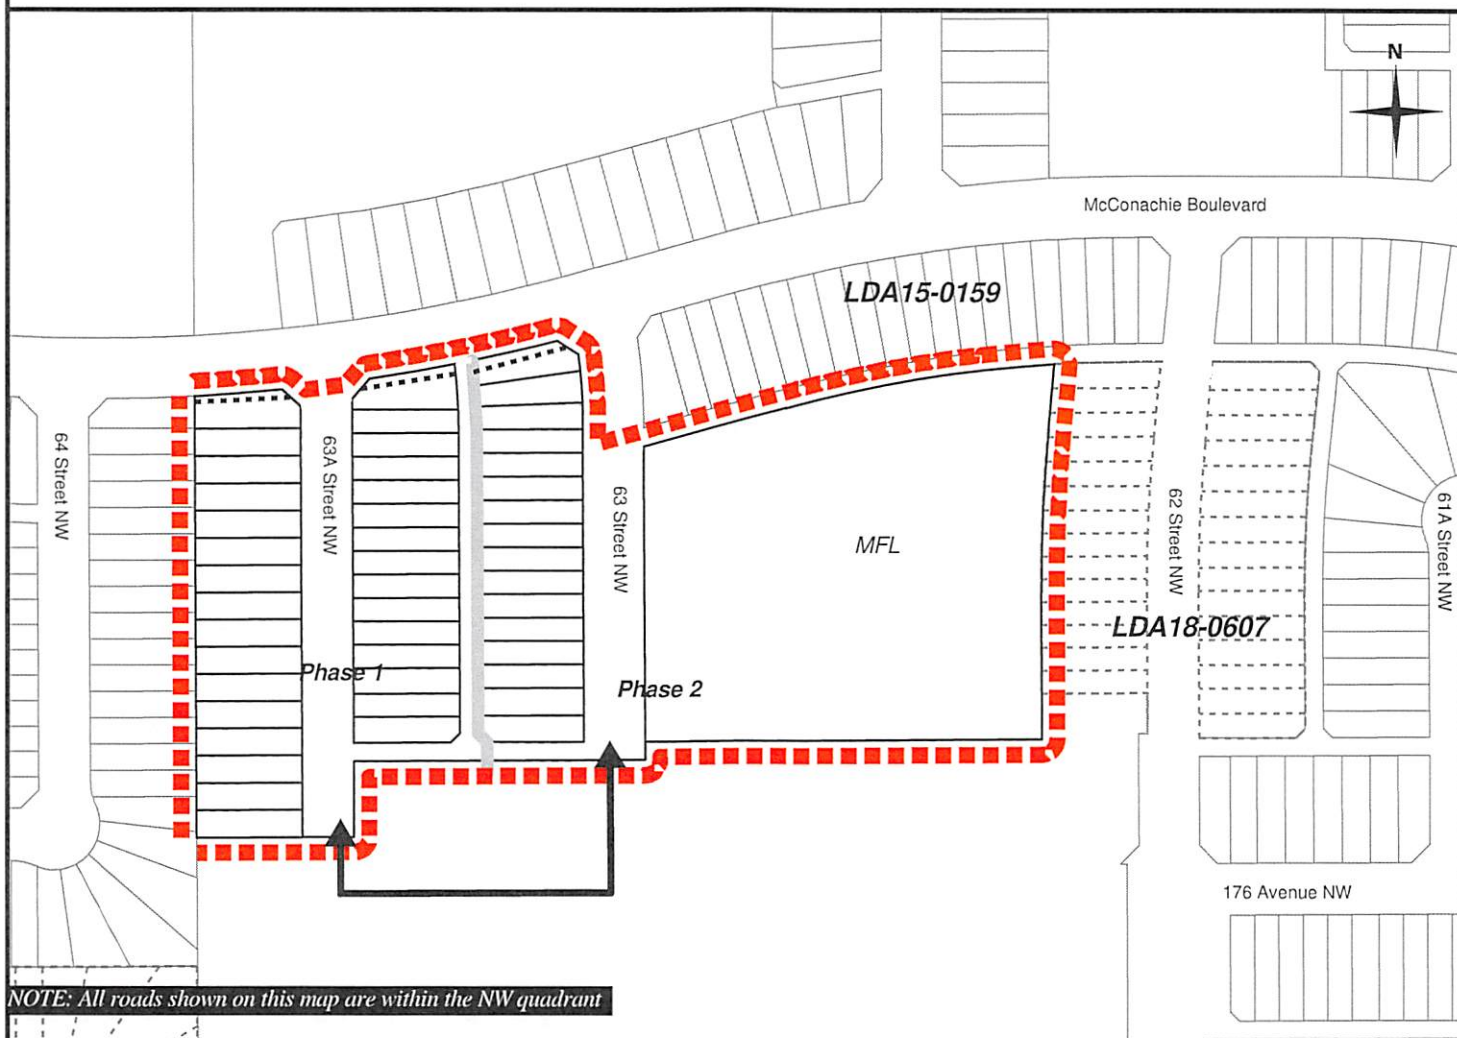 N
McConachie Boulevard
LDA15-0159
64 Street NW
63A Street NW
63 Street NW
MFL
62 Street NW
61A Street NW
LDA18-0607
Phase 1
Phase 2
176 Avenue NW
NOTE: All roads shown on this map are within the NW quadrant